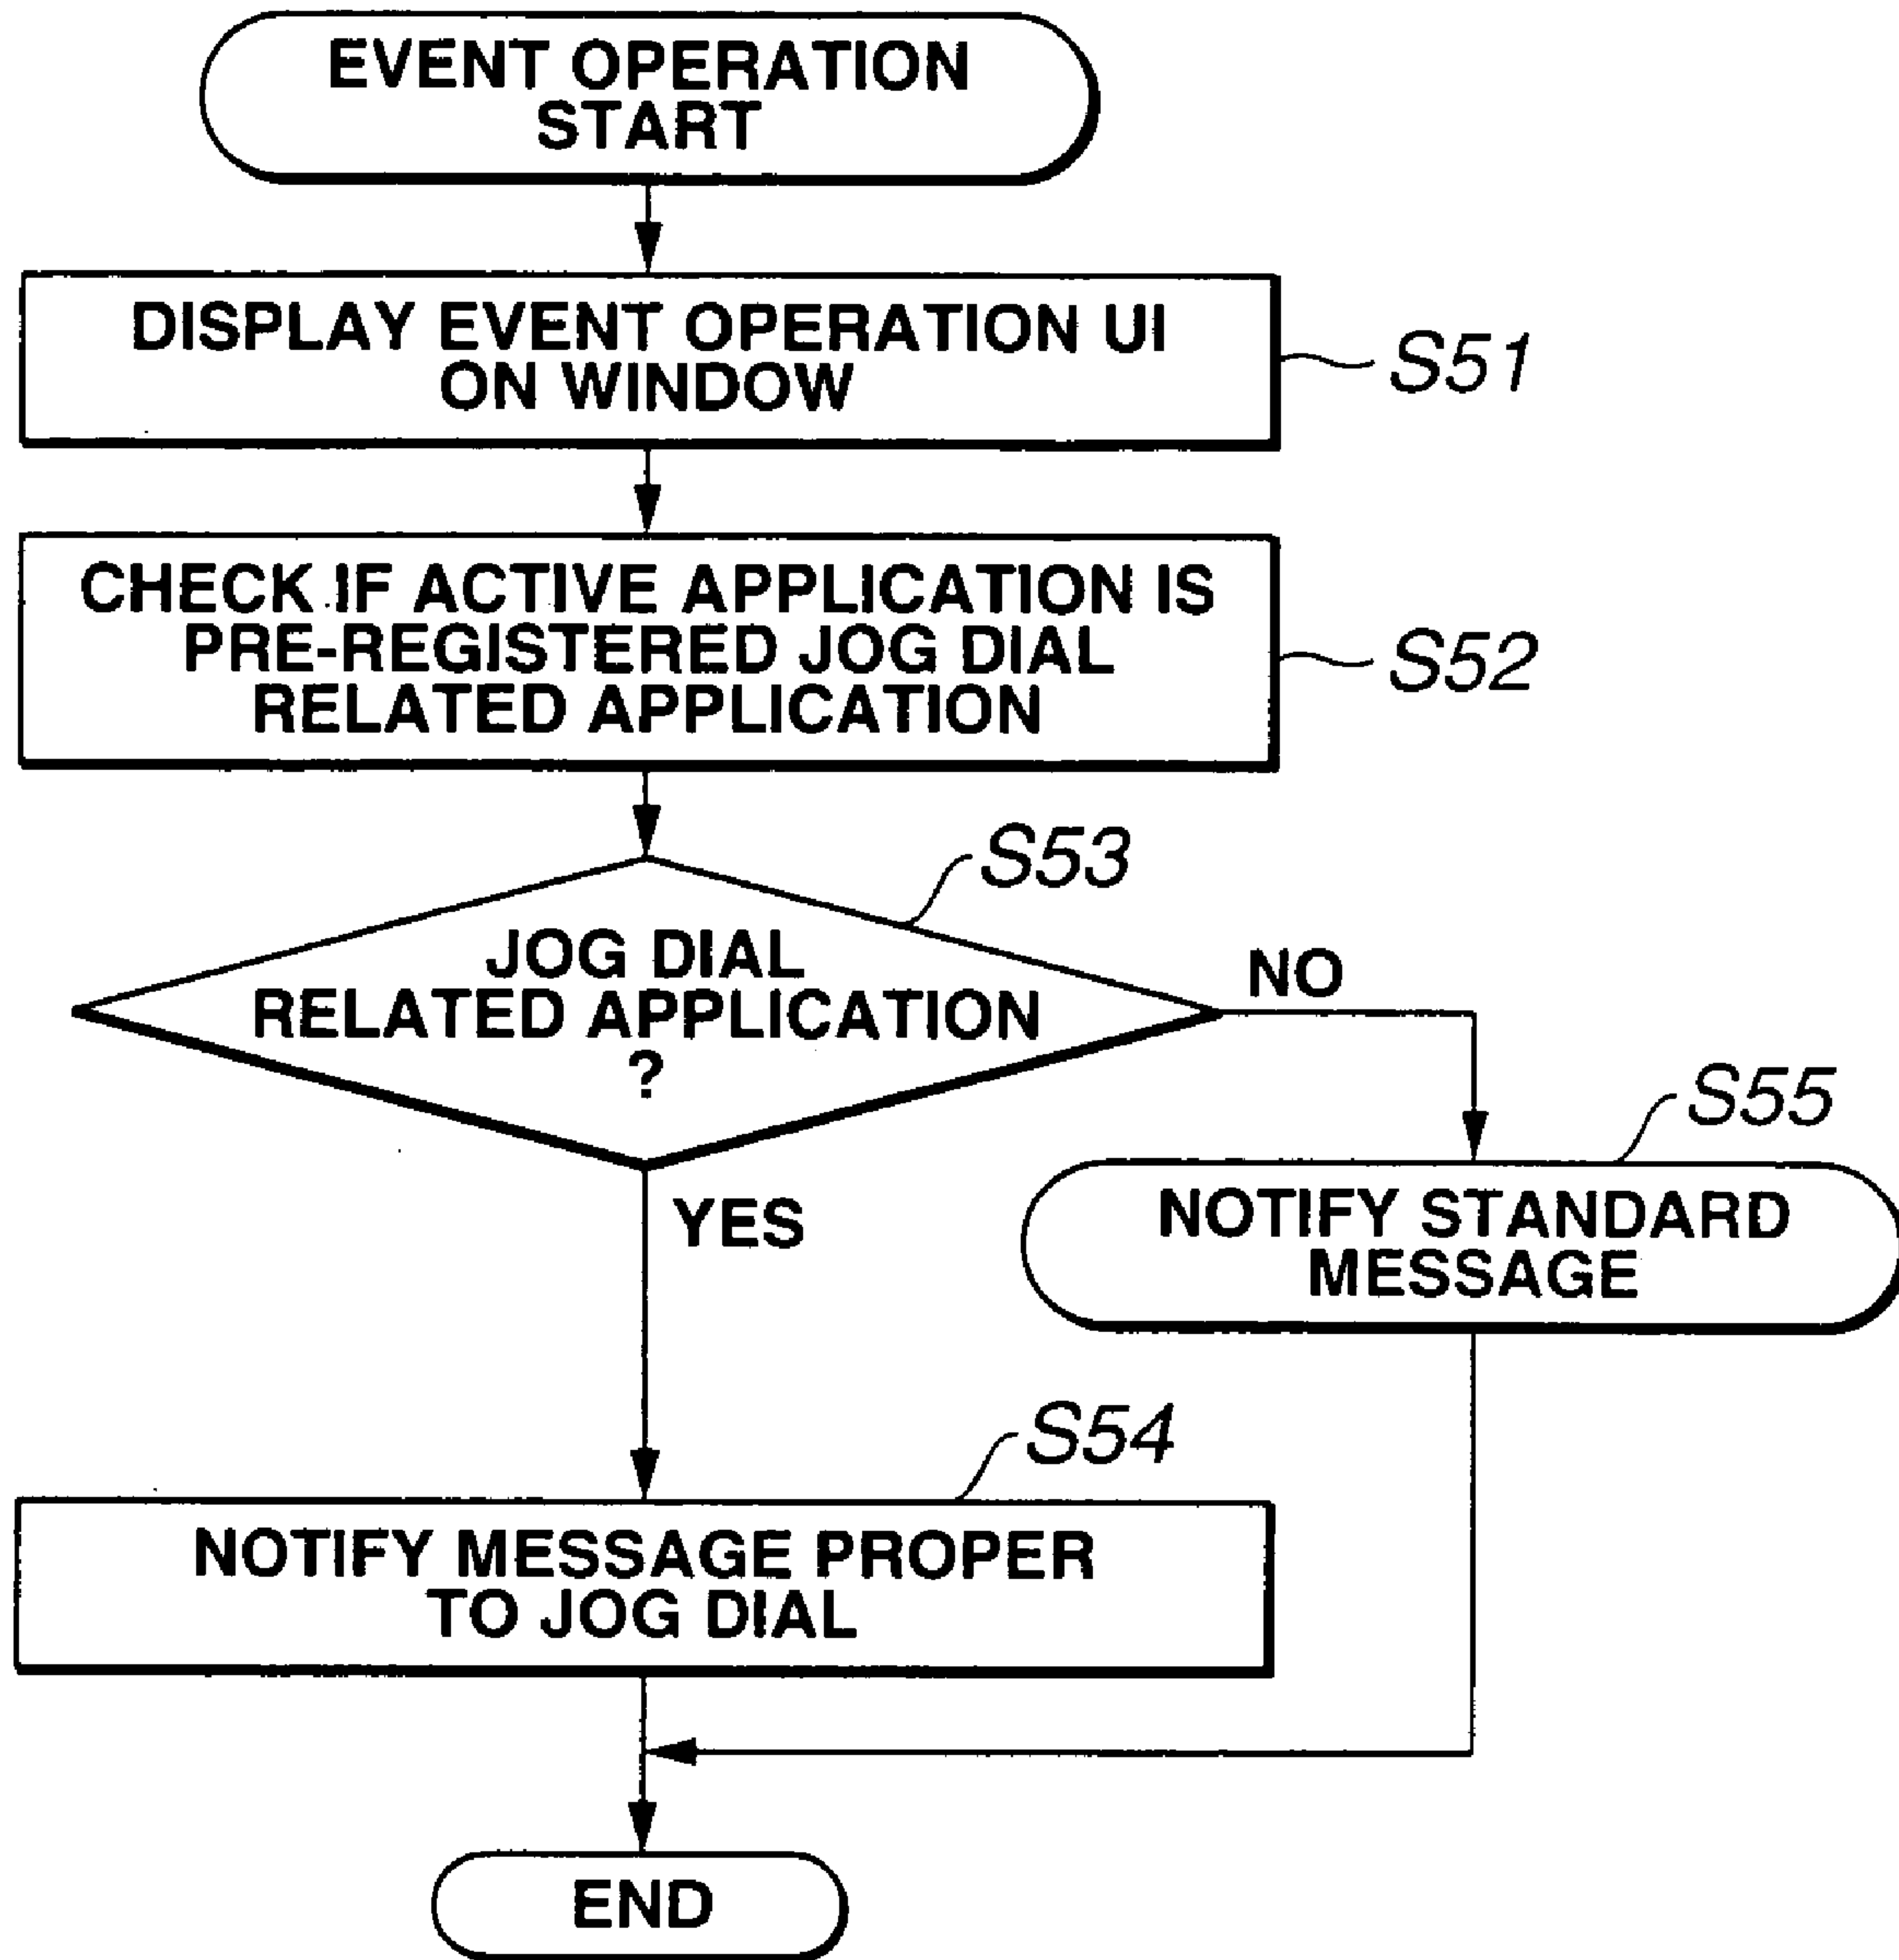 EVENT OPERATION
START
DISPLAY EVENT OPERATION UI
ON WINDOW
S51
CHECK IF ACTIVE APPLICATION IS
PRE-REGISTERED JOG DIAL
RELATED APPLICATION
S52
S53
JOG DIAL
RELATED APPLICATION
?
NO
YES
S55
NOTIFY STANDARD
MESSAGE
S54
NOTIFY MESSAGE PROPER
TO JOG DIAL
END